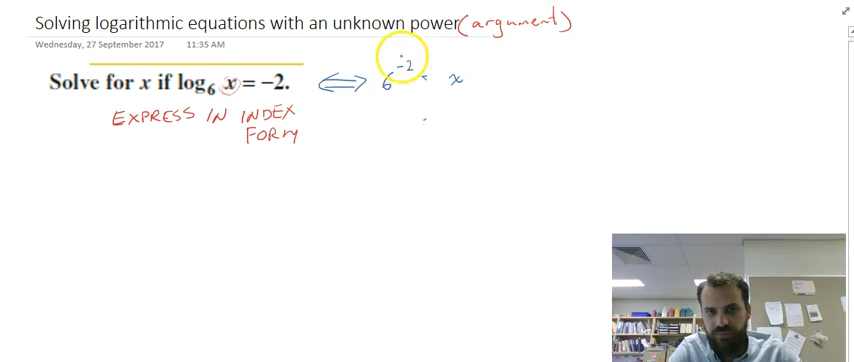 Solving logarithmic equations with an unknown power (argument)
Wednesday, 27 September 2017 11:35 AM
Solve for x if log₆ x = −2. ⟺ 6⁻² = x
EXPRESS IN INDEX
FORM